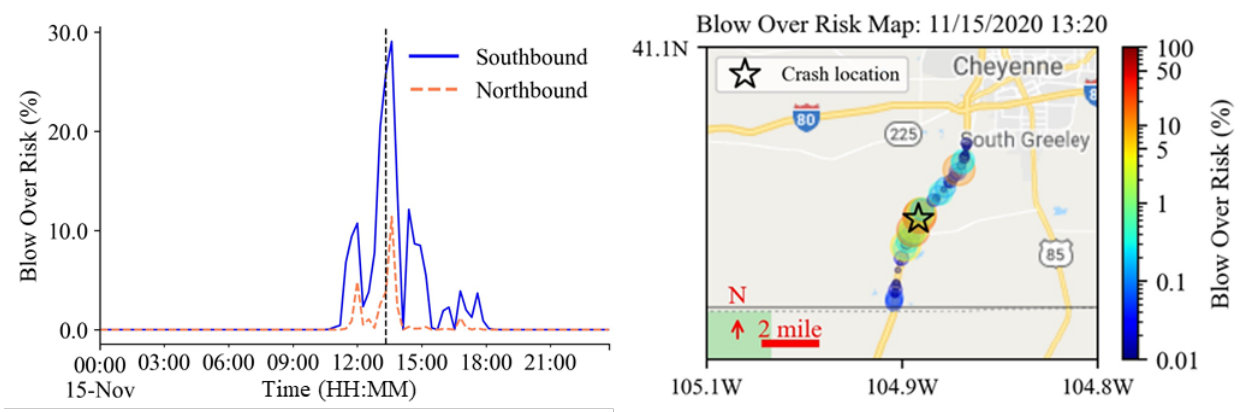 30.0
20.0
10.0
0.0
Blow Over Risk (%)
Southbound
Northbound
00:00 03:00 06:00 09:00 12:00 15:00 18:00 21:00
15-Nov
Time (HH:MM)
Blow Over Risk Map: 11/15/2020 13:20
41.1N
Crash location
Cheyenne
80
8
225
South Greeley
85
N
2 mile
105.1W 104.9W 104.8W
100
50
10
5
1
0.1
0.01
Blow Over Risk (%)